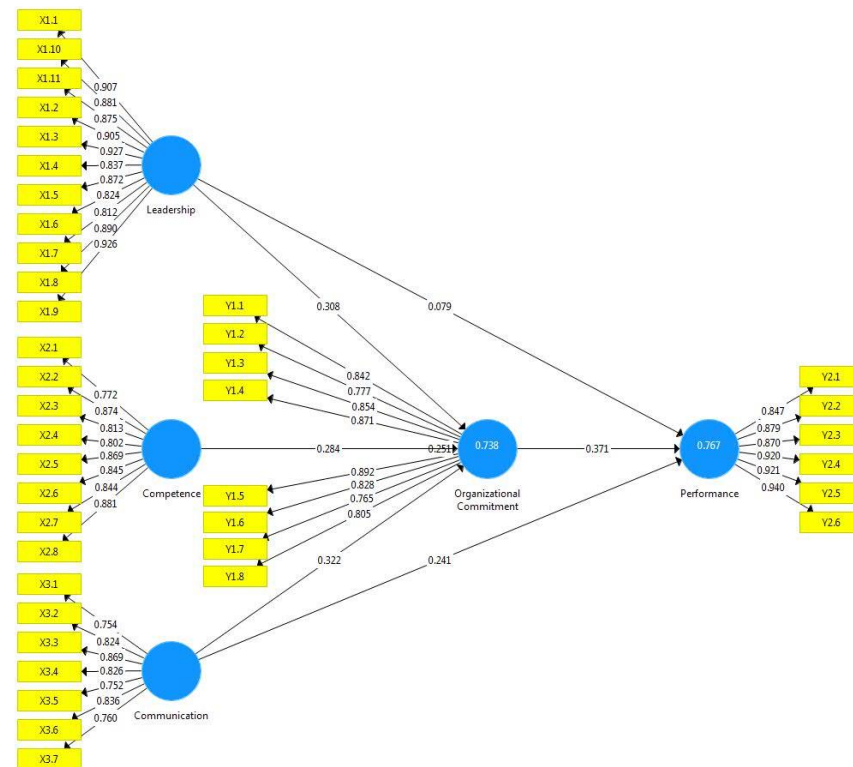 X1.1
X1.10
X1.11
X1.2
X1.3
X1.4
X1.5
X1.6
X1.7
X1.8
X1.9
0.907
0.881
0.875
0.905
0.927
0.837
0.872
0.824
0.812
0.890
0.926
Leadership
0.308
0.079
Y1.1
Y1.2
Y1.3
Y1.4
0.842
0.777
0.854
0.871
X2.1
X2.2
X2.3
X2.4
X2.5
X2.6
X2.7
X2.8
0.772
0.874
0.813
0.802
0.869
0.845
0.844
0.881
Competence
0.284
0.251
0.738
Organizational
Commitment
0.371
0.767
Performance
0.847
0.879
0.870
0.920
0.921
0.940
Y2.1
Y2.2
Y2.3
Y2.4
Y2.5
Y2.6
Y1.5
Y1.6
Y1.7
Y1.8
0.892
0.828
0.765
0.805
0.322
0.241
X3.1
X3.2
X3.3
X3.4
X3.5
X3.6
X3.7
0.754
0.824
0.869
0.826
0.752
0.836
0.760
Communication